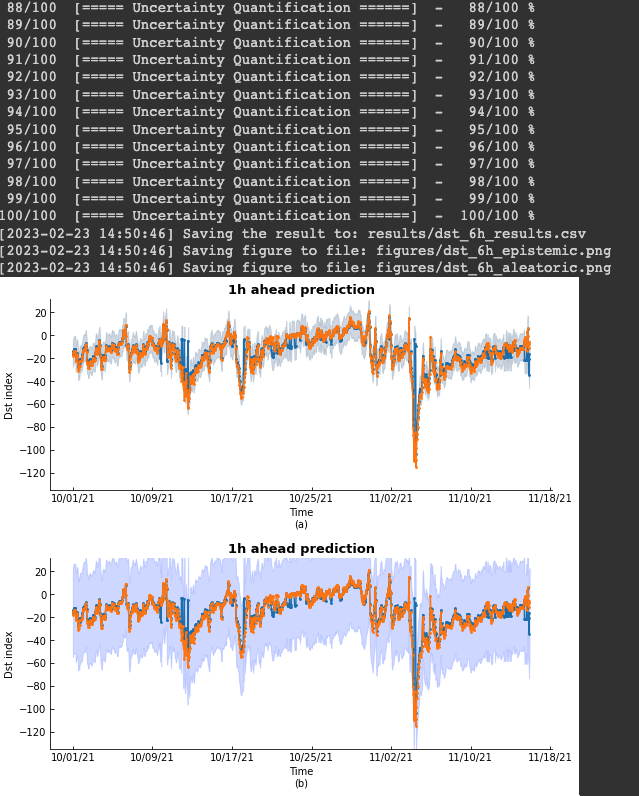 88/100 [===== Uncertainty Quantification ======] - 88/100 %
89/100 [===== Uncertainty Quantification ======] - 89/100 %
90/100 [===== Uncertainty Quantification ======] - 90/100 %
91/100 [===== Uncertainty Quantification ======] - 91/100 %
92/100 [===== Uncertainty Quantification ======] - 92/100 %
93/100 [===== Uncertainty Quantification ======] - 93/100 %
94/100 [===== Uncertainty Quantification ======] - 94/100 %
95/100 [===== Uncertainty Quantification ======] - 95/100 %
96/100 [===== Uncertainty Quantification ======] - 96/100 %
97/100 [===== Uncertainty Quantification ======] - 97/100 %
98/100 [===== Uncertainty Quantification ======] - 98/100 %
99/100 [===== Uncertainty Quantification ======] - 99/100 %
100/100 [===== Uncertainty Quantification ======] - 100/100 %
[2023-02-23 14:50:46] Saving the result to: results/dst_6h_results.csv
[2023-02-23 14:50:46] Saving figure to file: figures/dst_6h_epistemic.png
[2023-02-23 14:50:46] Saving figure to file: figures/dst_6h_aleatoric.png
1h ahead prediction
Dst index
20
0
−20
−40
−60
−80
−100
−120
10/01/21 10/09/21 10/17/21 10/25/21 11/02/21 11/10/21 11/18/21
Time
(a)
1h ahead prediction
Dst index
20
0
−20
−40
−60
−80
−100
−120
10/01/21 10/09/21 10/17/21 10/25/21 11/02/21 11/10/21 11/18/21
Time
(b)